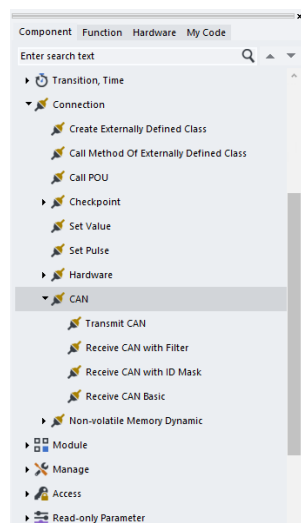 Component Function Hardware My Code
Enter search text
Transition, Time
Connection
Create Externally Defined Class
Call Method Of Externally Defined Class
Call POU
Checkpoint
Set Value
Set Pulse
Hardware
CAN
Transmit CAN
Receive CAN with Filter
Receive CAN with ID Mask
Receive CAN Basic
Non-volatile Memory Dynamic
Module
Manage
Access
Read-only Parameter